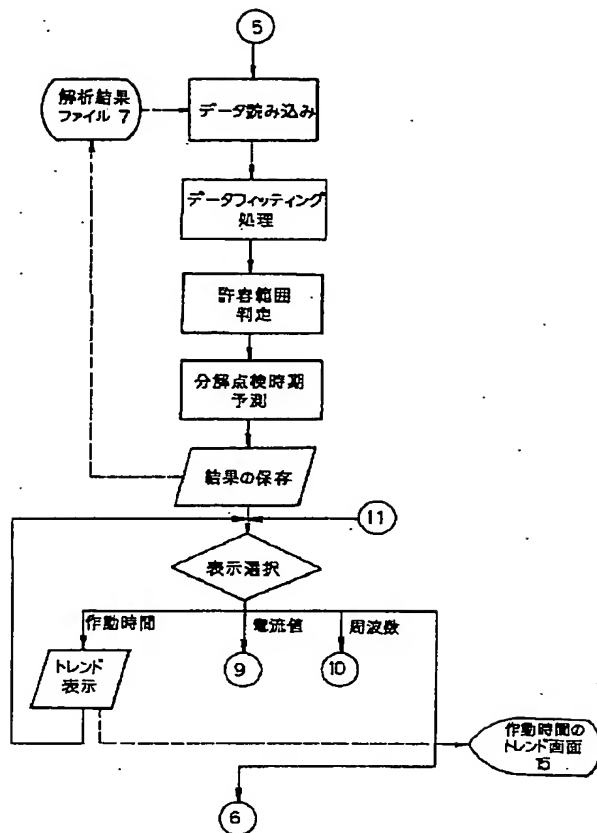 5
解析結果
ファイル 7
データ読み込み
データフィッティング
処理
許容範囲
判定
分解点検時期
予測
結果の保存
11
表示選択
作動時間
電流値
周波数
トレンド
表示
9
10
作動時間の
トレンド画面
15
6